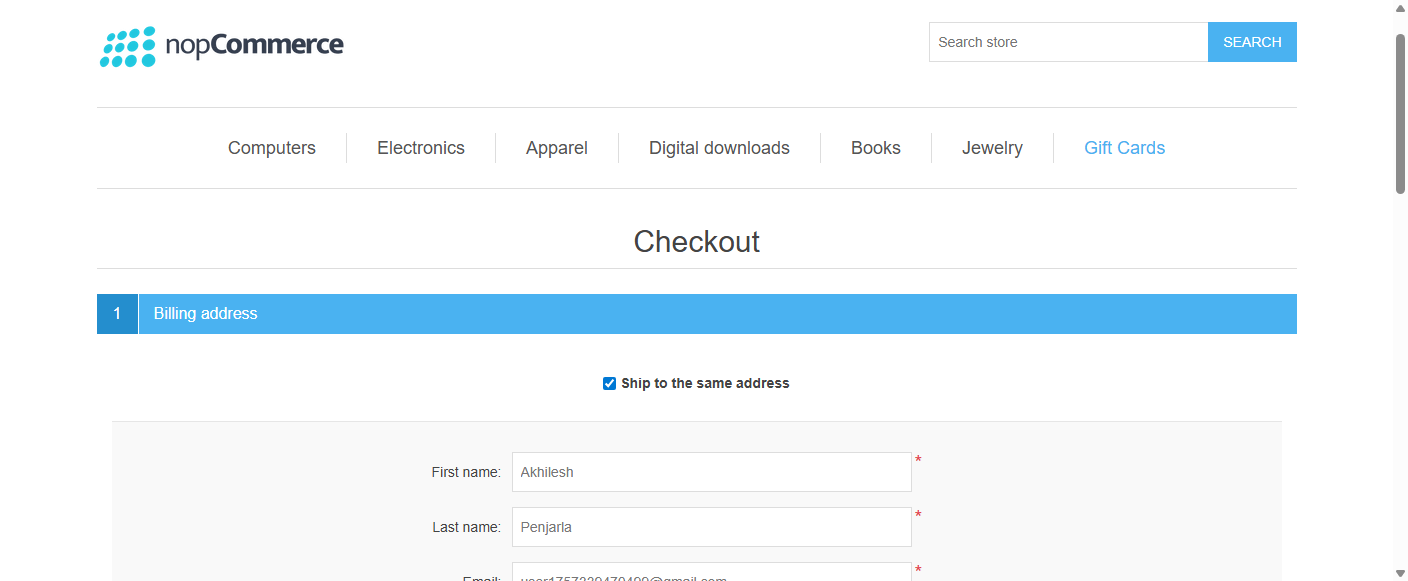 nopCommerce
Search store SEARCH
Computers Electronics Apparel Digital downloads Books Jewelry Gift Cards
Checkout
1 Billing address
Ship to the same address
First name: Akhilesh *
Last name: Penjarla *
Email: *